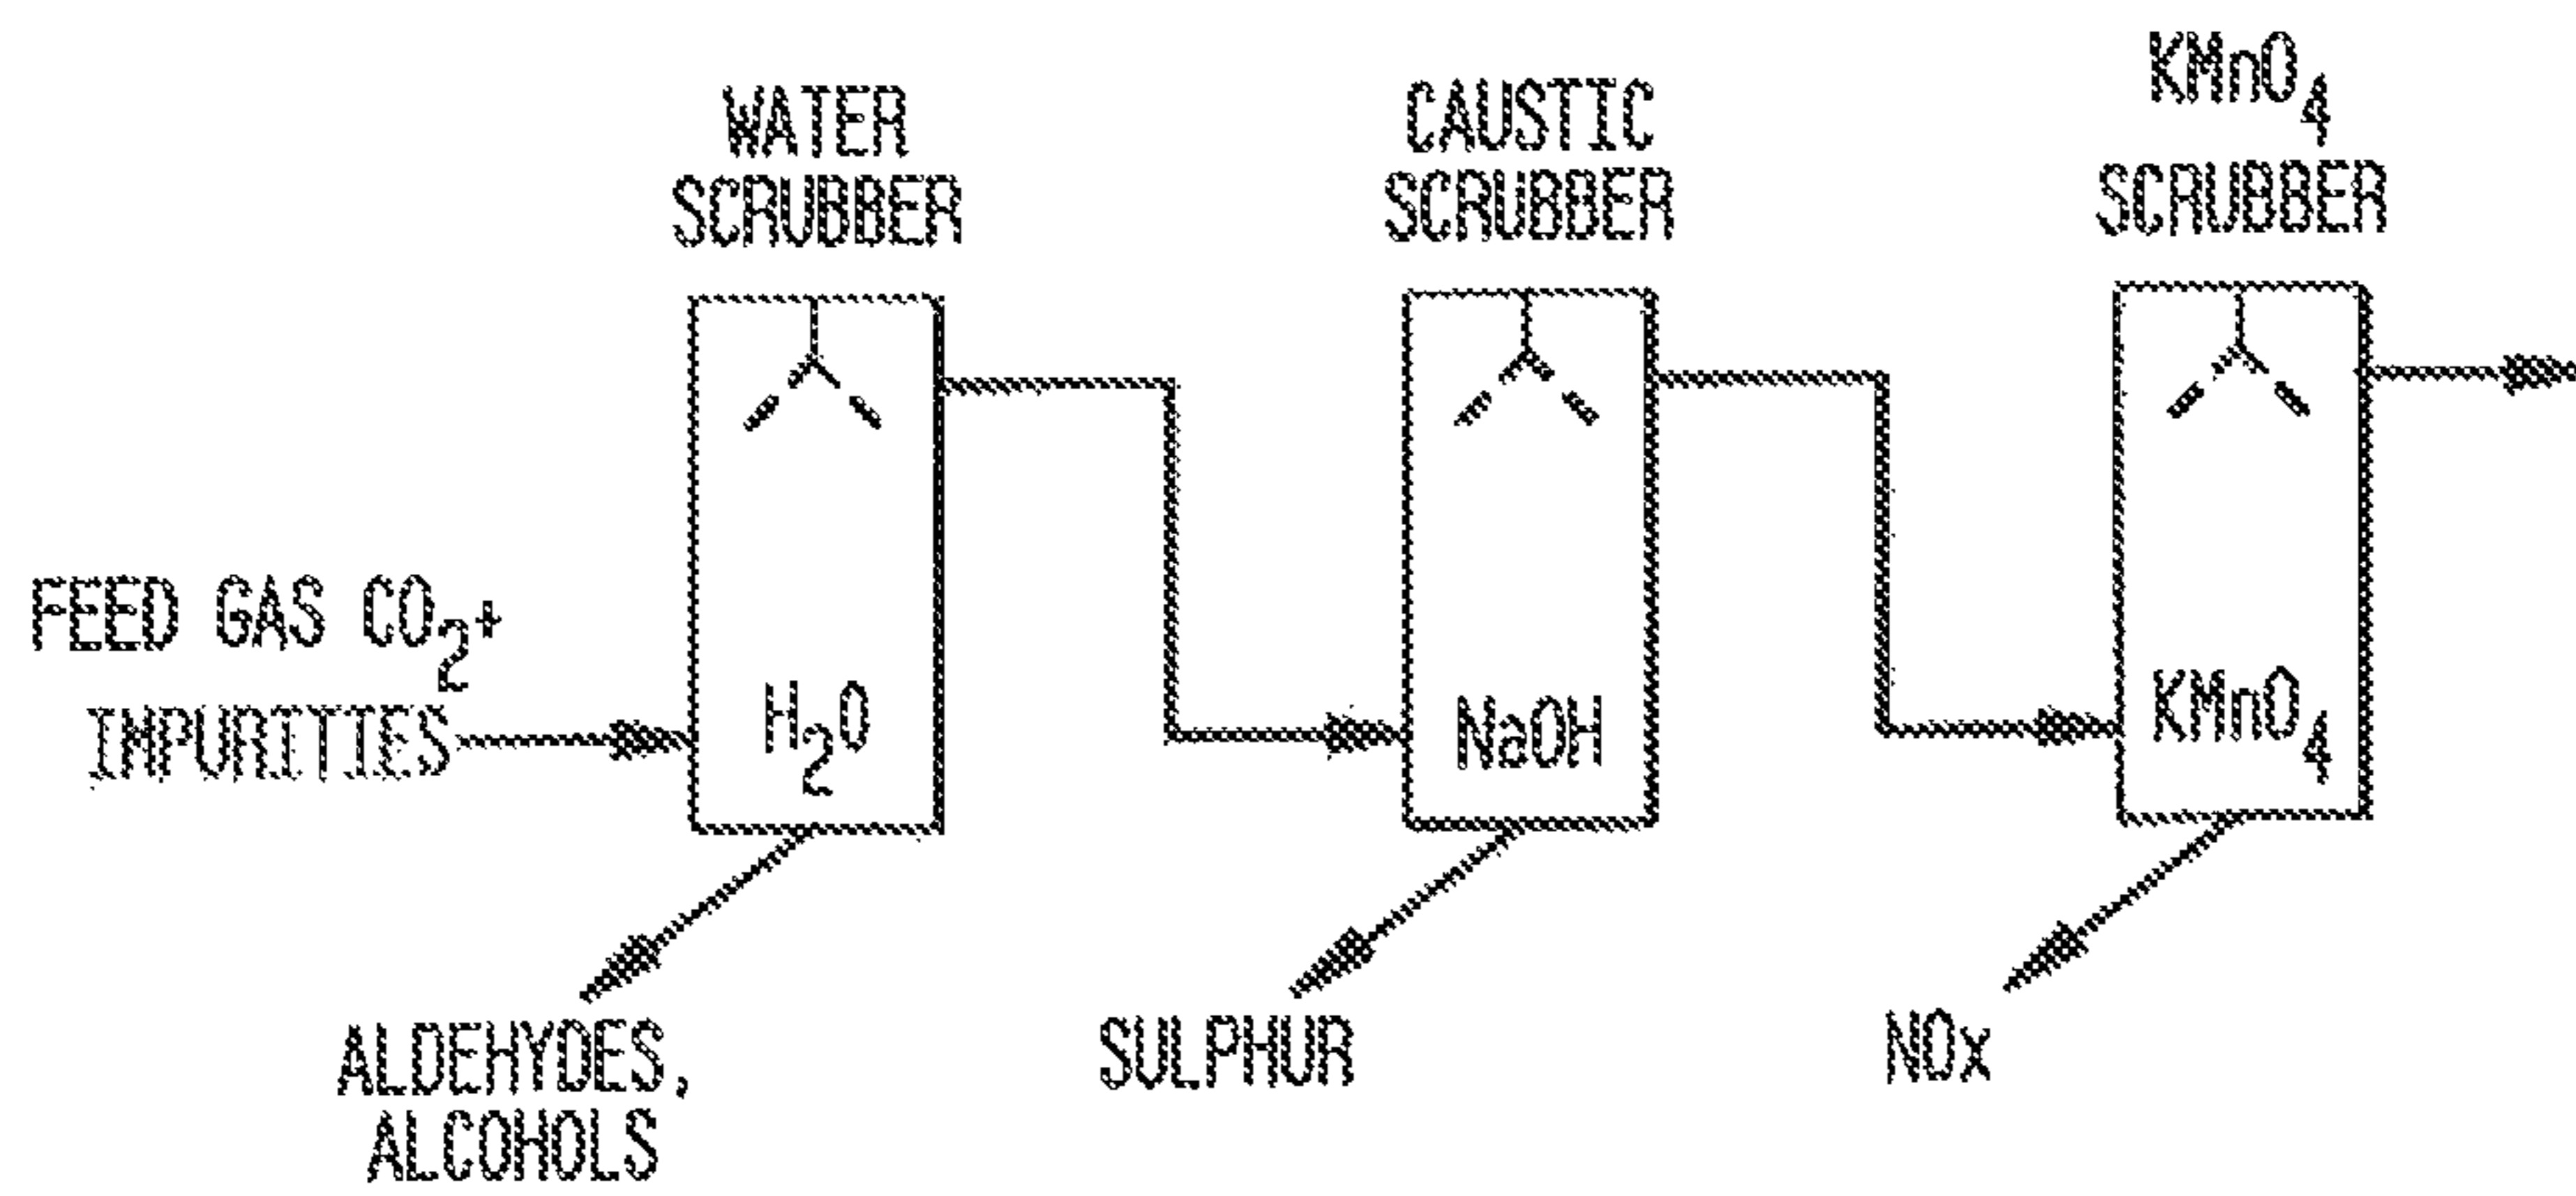 WATER
SCRUBBER
CAUSTIC
SCRUBBER
KMnO₄
SCRUBBER
FEED GAS CO₂+
IMPURITIES
H₂O
NaOH
KMnO₄
ALDEHYDES,
ALCOHOLS
SULPHUR
NOx